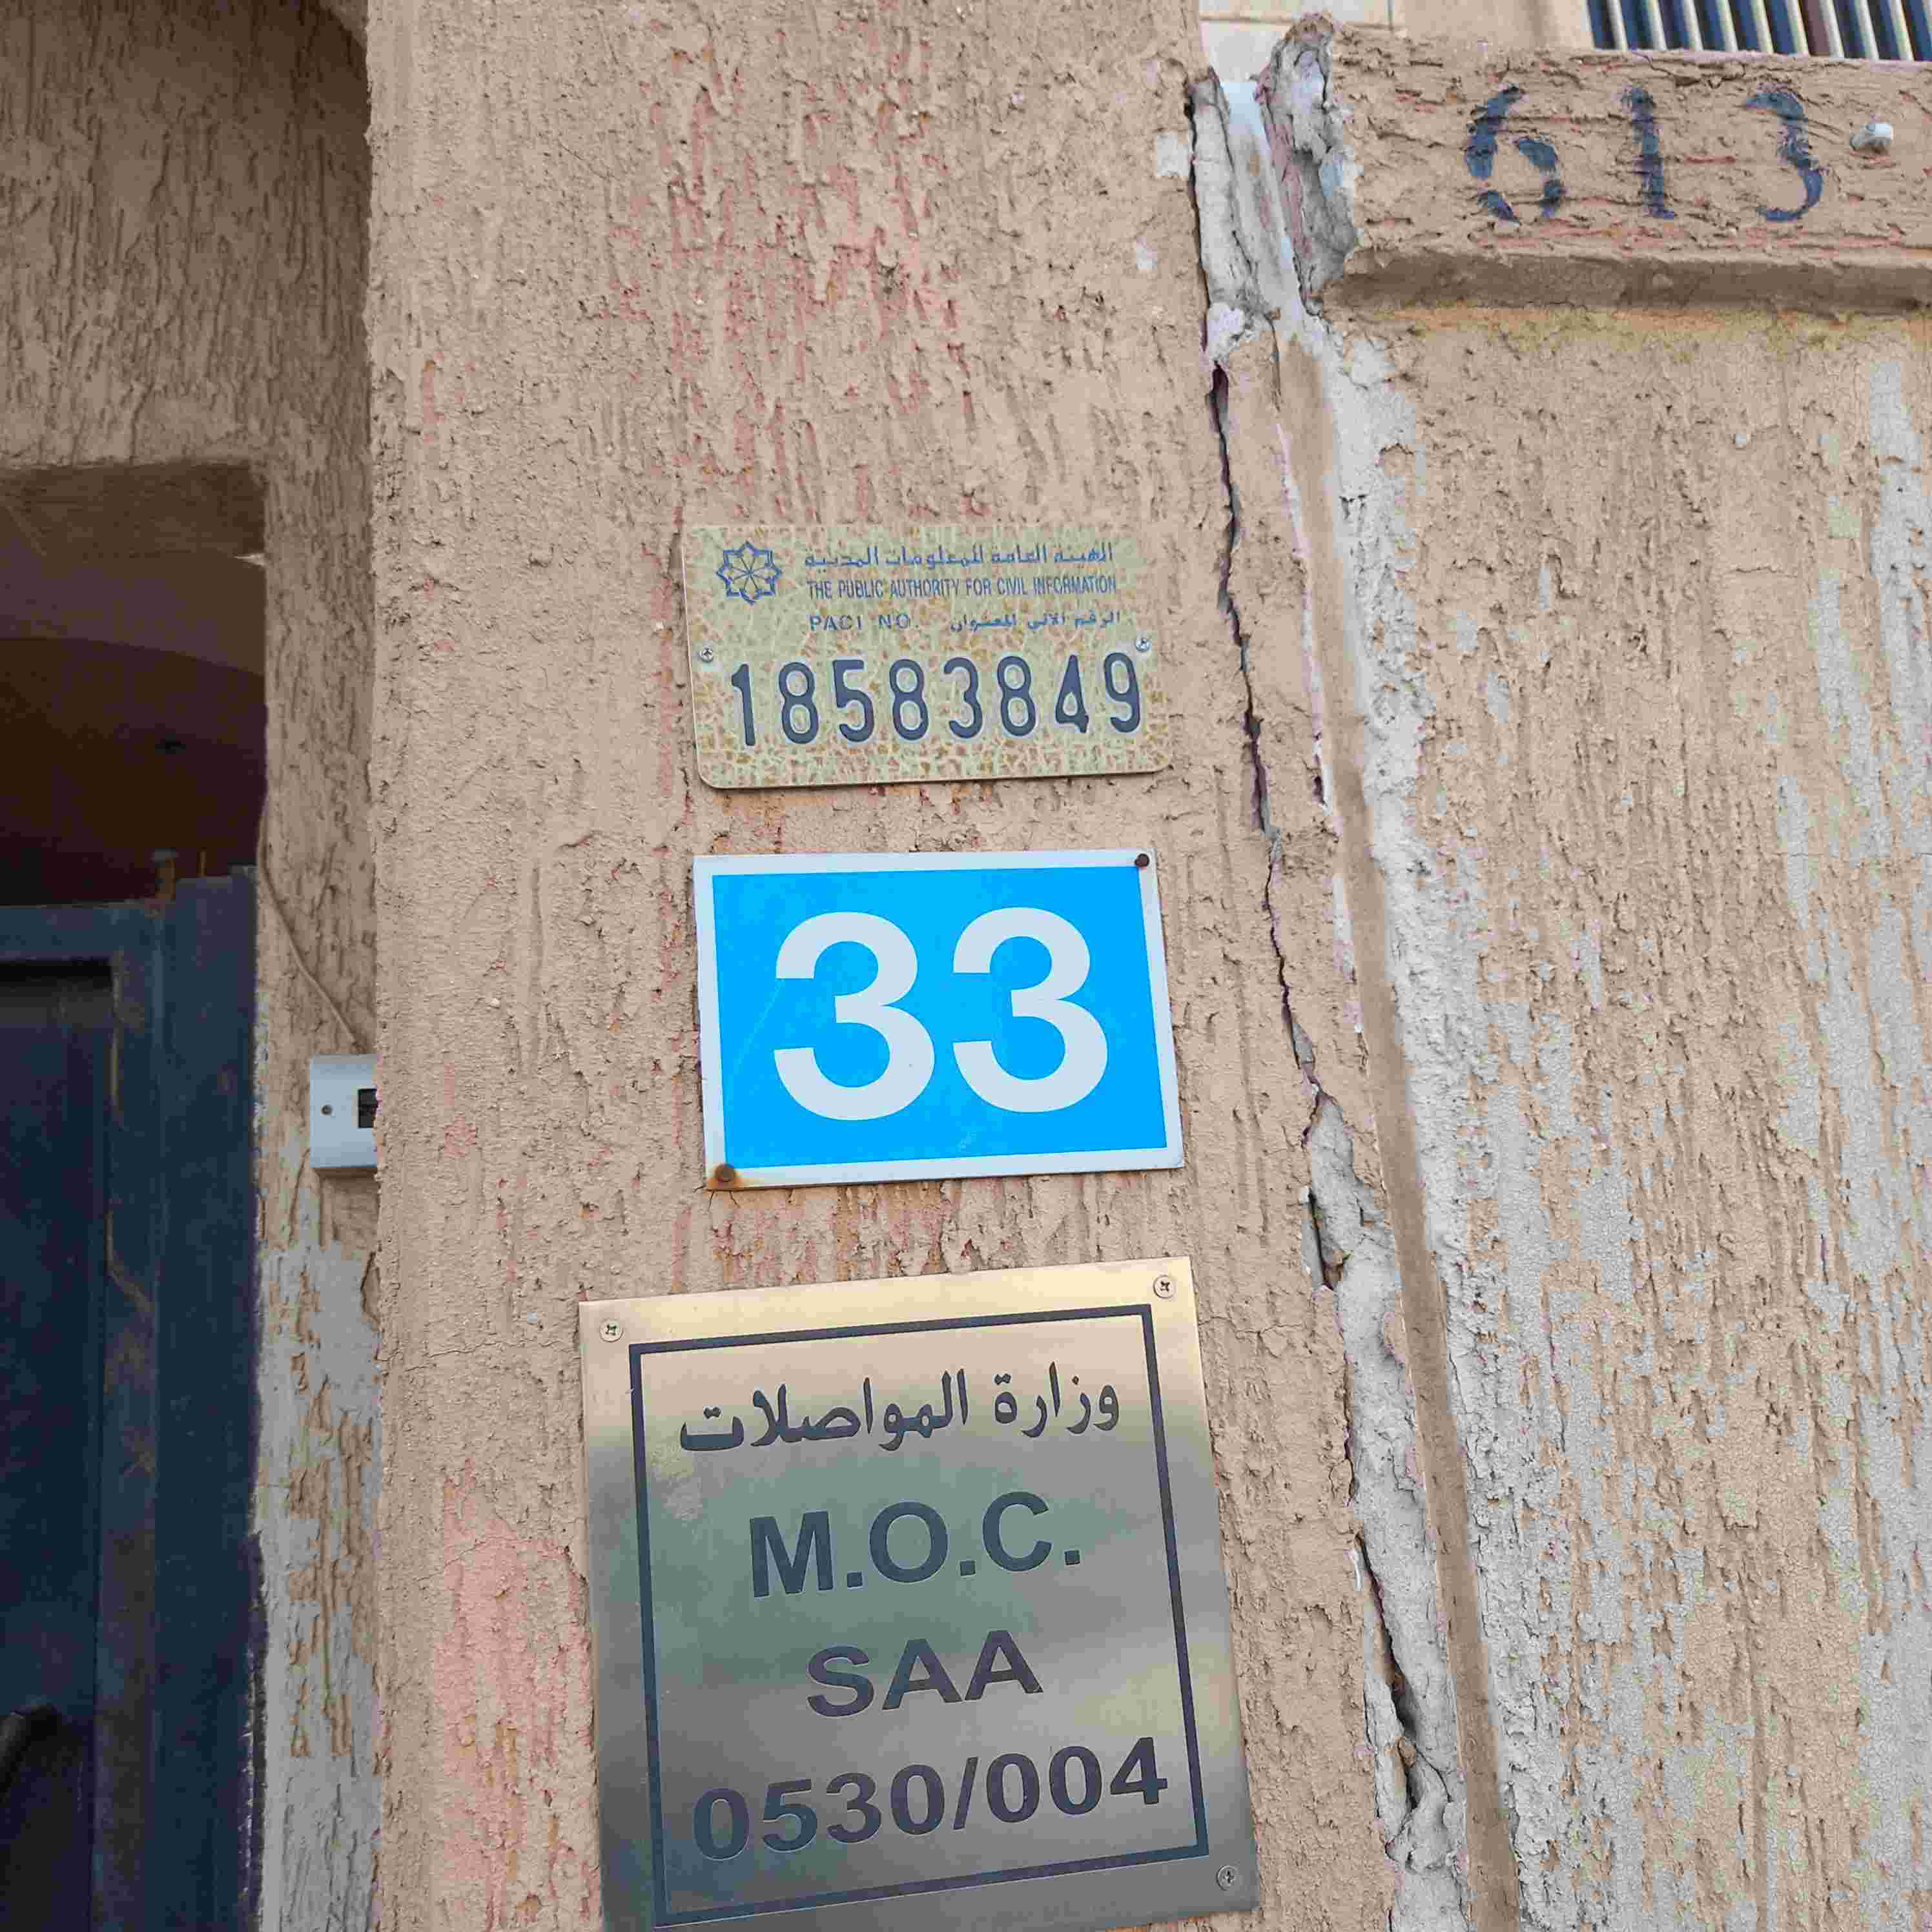 613
الهيئة العامة للمعلومات المدنية
THE PUBLIC AUTHORITY FOR CIVIL INFORMATION
PACI NO. الرقم الآلي للعنوان
18583849
33
وزارة المواصلات
M.O.C.
SAA
0530/004